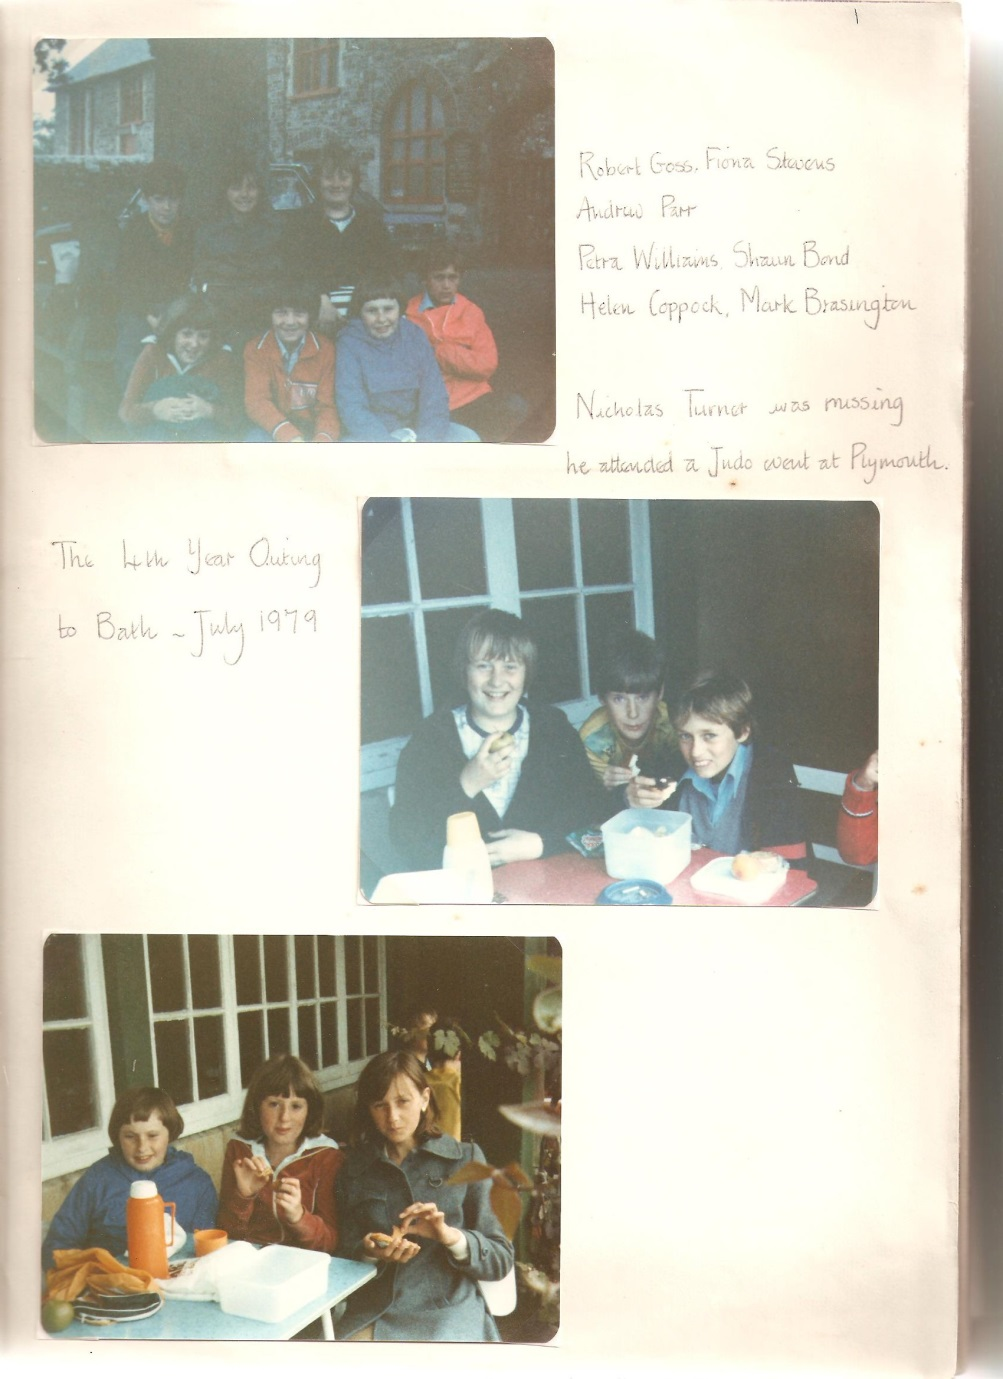 1
Robert Goss. Fiona Stevens
Andrew Parr
Petra Williams, Shaun Bond
Helen Coppock, Mark Brasington
Nicholas Turner was missing
he attended a Judo event at Plymouth.
The 4th Year Outing
to Bath ~ July 1979